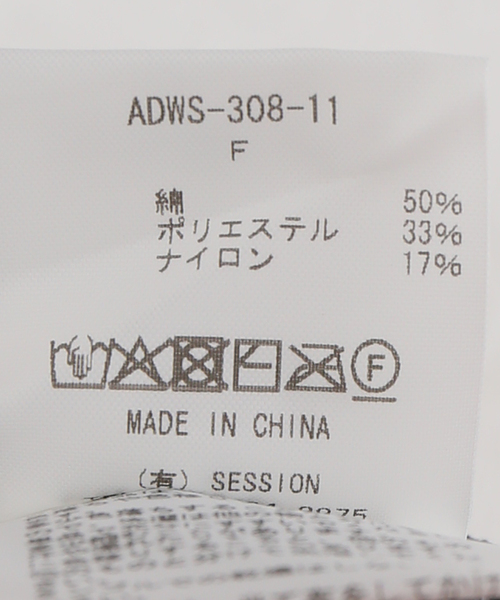 ADWS-308-11
F
綿 50%
ポリエステル 33%
ナイロン 17%
F
MADE IN CHINA
(有) SESSION